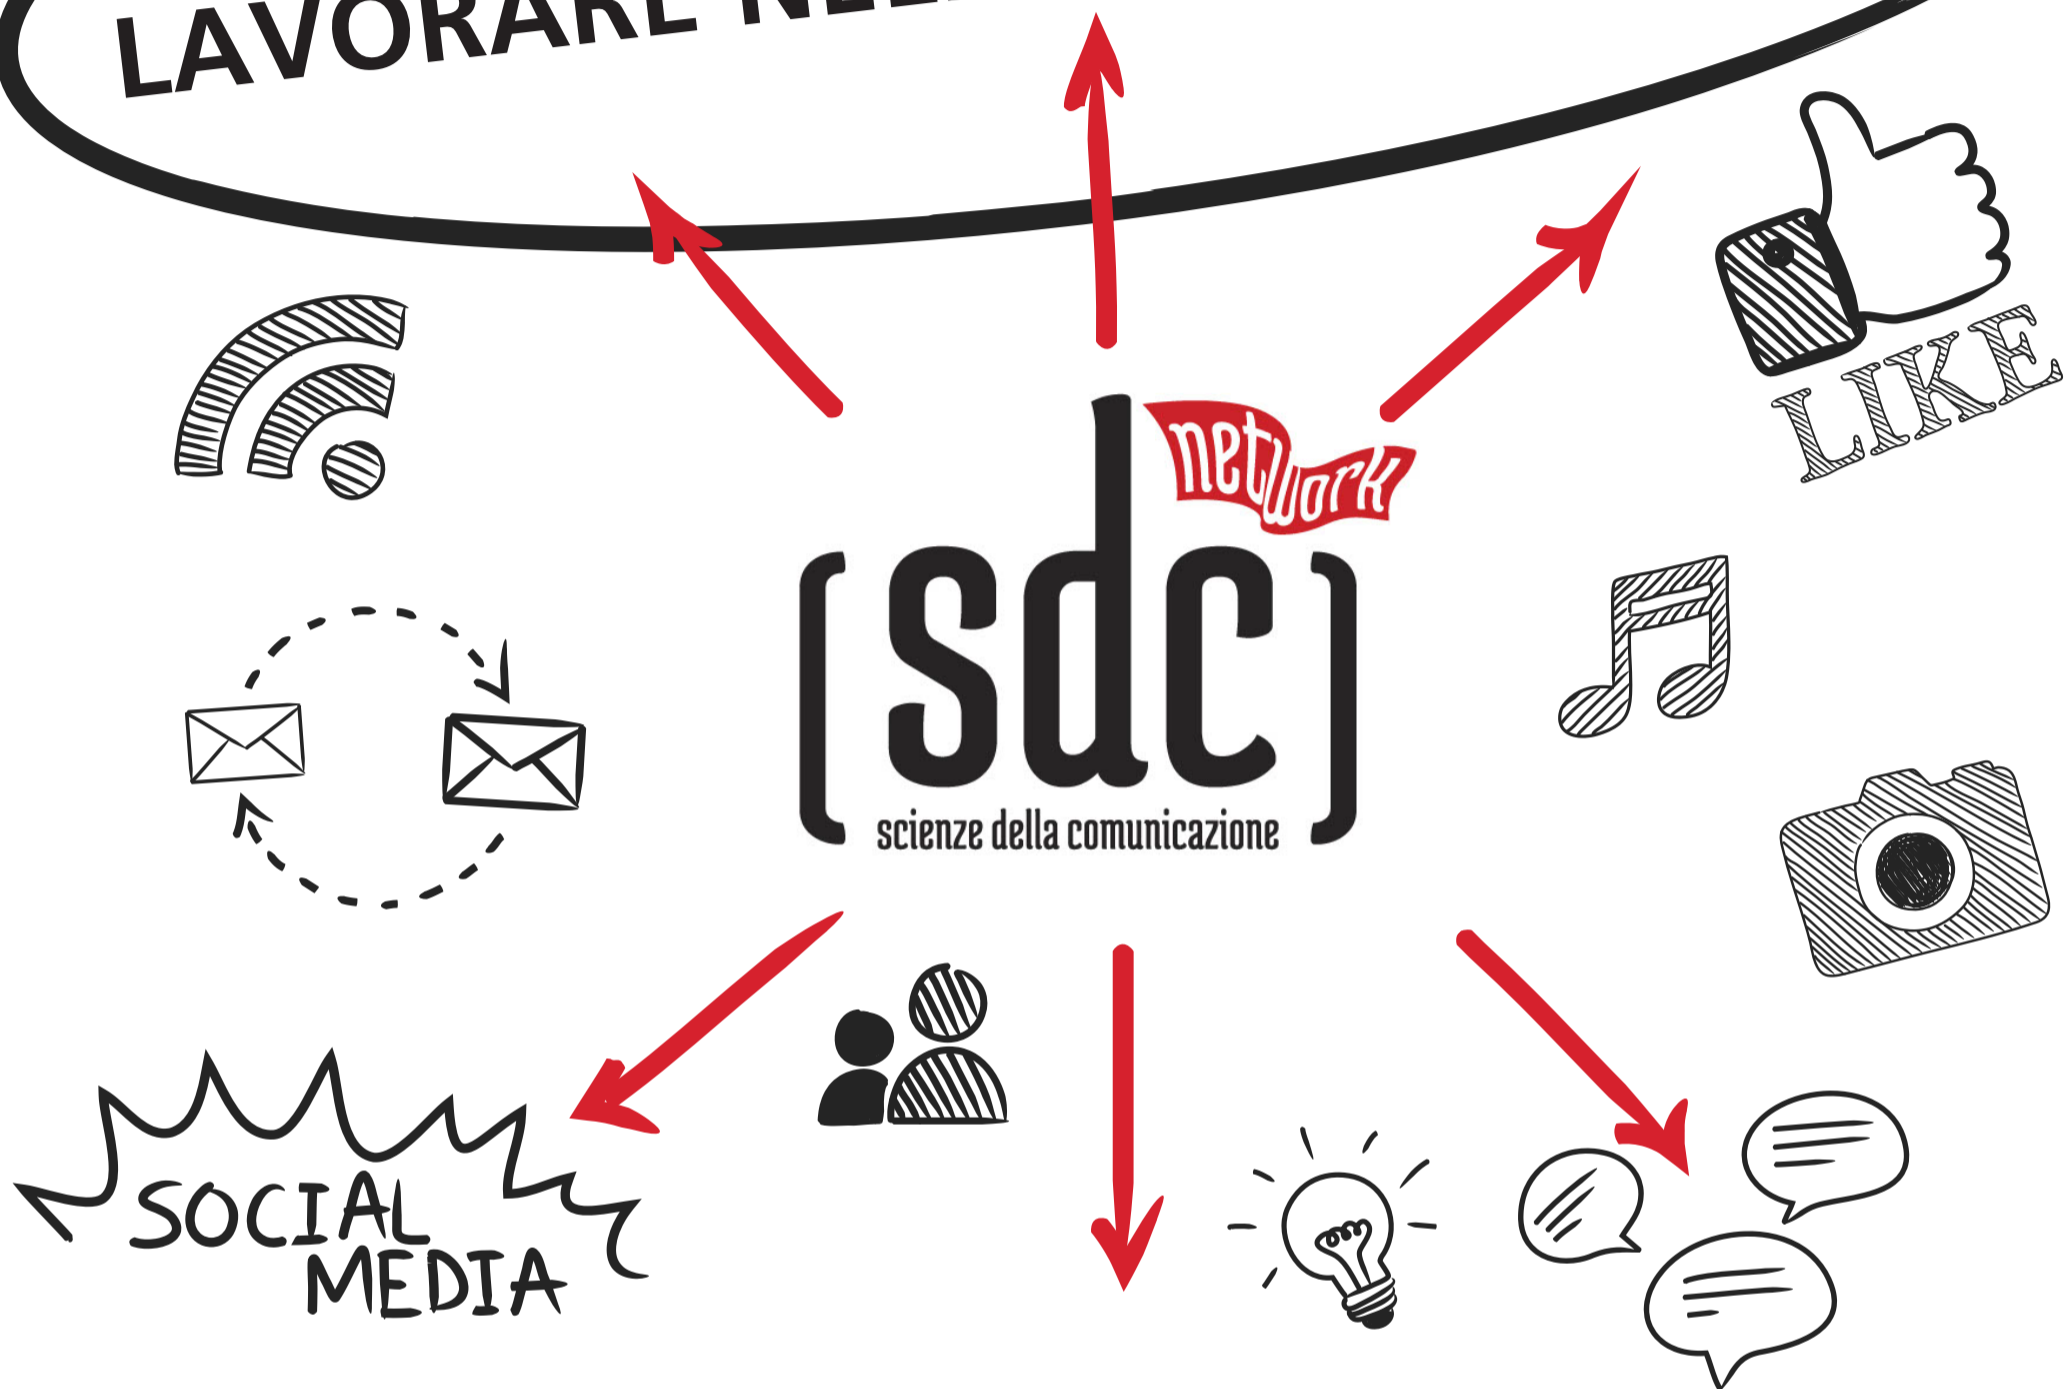 LAVORARE
LIKE
network
[sdc]
scienze della comunicazione
SOCIAL
MEDIA